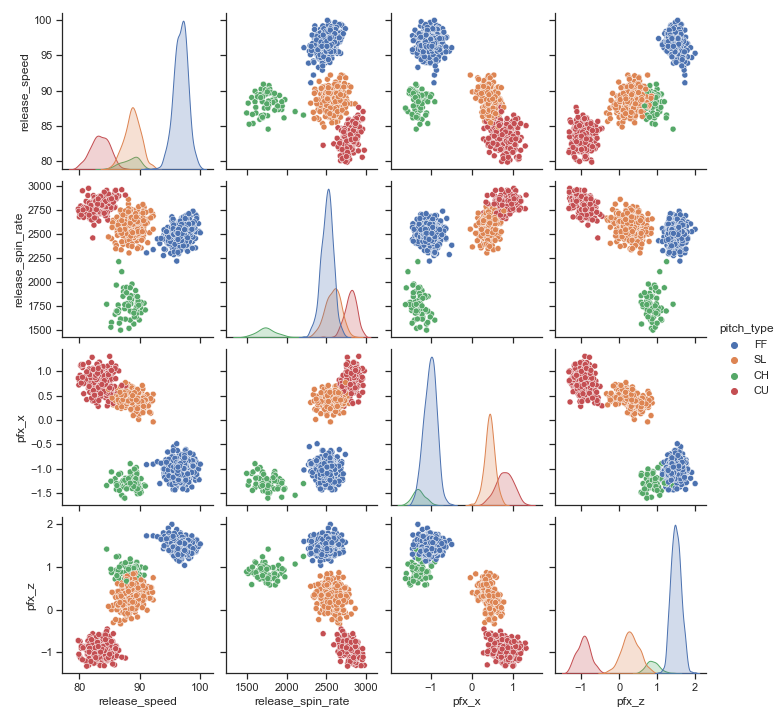 100
95
90
85
80
release_speed
3000
2750
2500
2250
2000
1750
1500
release_spin_rate
pitch_type
FF
SL
CH
CU
1.0
0.5
0.0
−0.5
−1.0
−1.5
pfx_x
2
1
0
−1
pfx_z
80 90 100
1500 2000 2500 3000
−1 0 1
−1 0 1 2
release_speed release_spin_rate pfx_x pfx_z